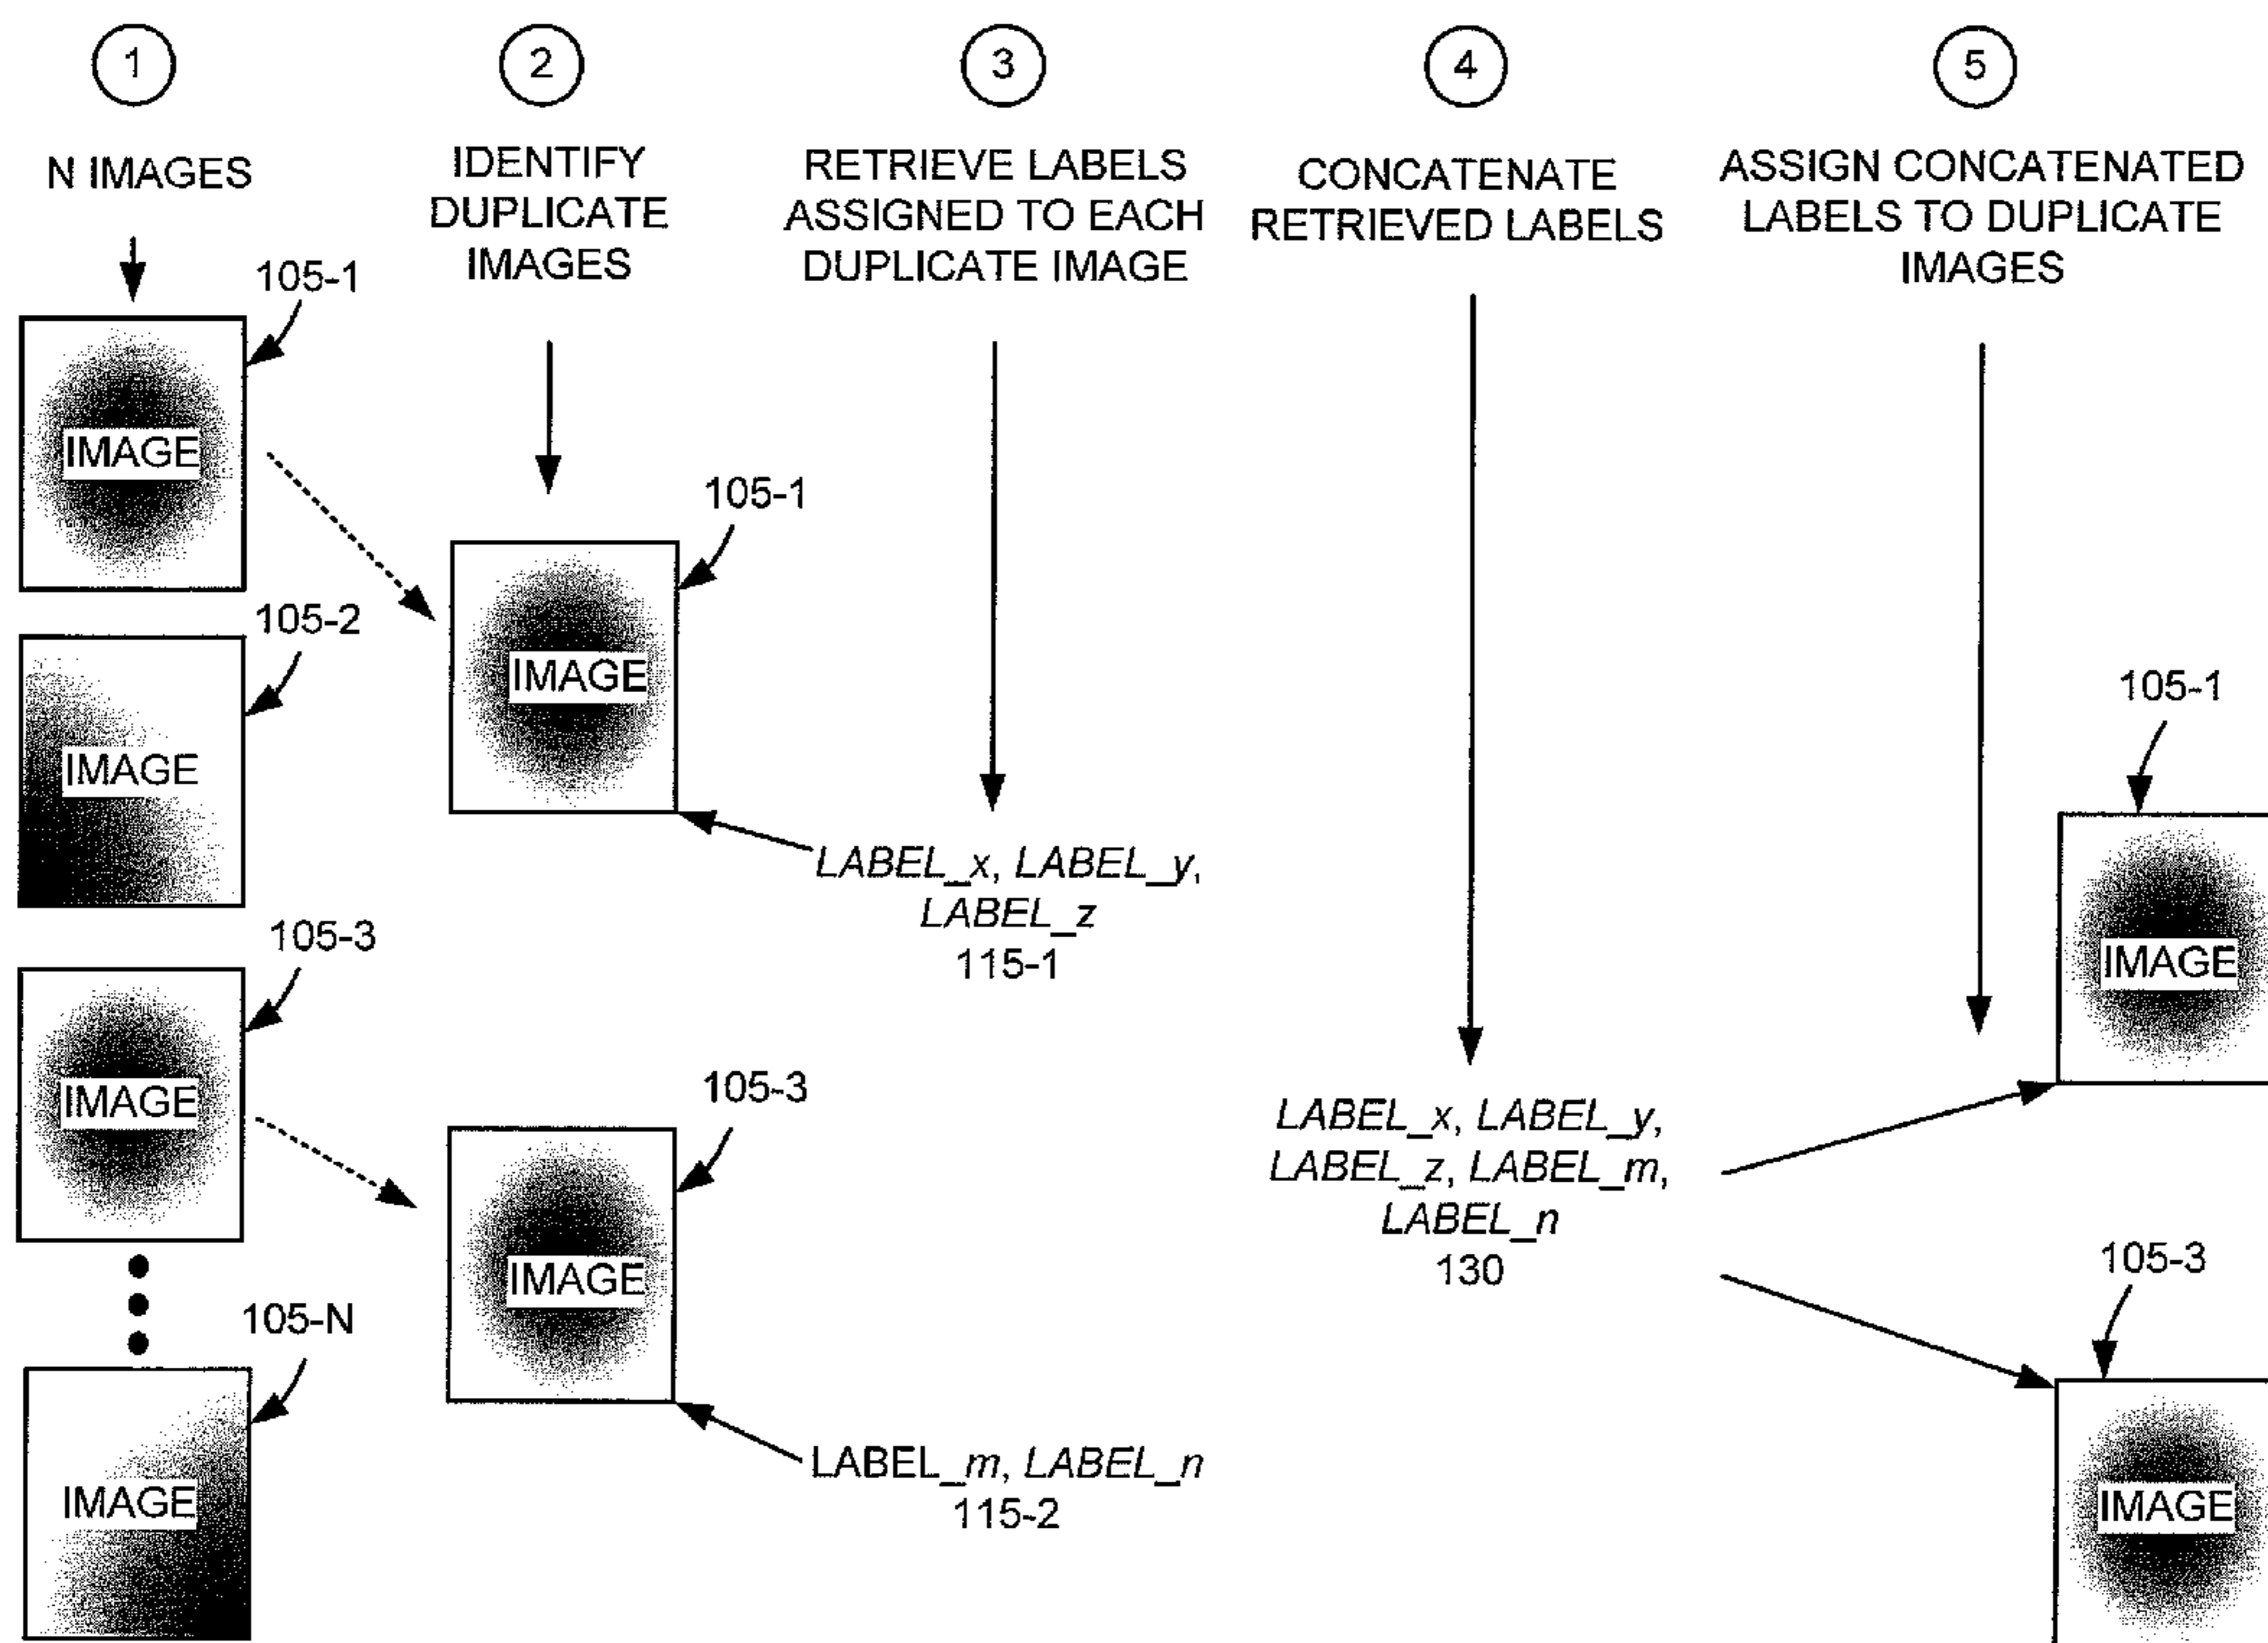 1
N IMAGES
105-1
IMAGE
105-2
IMAGE
105-3
IMAGE
105-N
IMAGE
2
IDENTIFY
DUPLICATE
IMAGES
105-1
IMAGE
105-3
IMAGE
3
RETRIEVE LABELS
ASSIGNED TO EACH
DUPLICATE IMAGE
LABEL_x, LABEL_y,
LABEL_z
115-1
LABEL_m, LABEL_n
115-2
4
CONCATENATE
RETRIEVED LABELS
LABEL_x, LABEL_y,
LABEL_z, LABEL_m,
LABEL_n
130
5
ASSIGN CONCATENATED
LABELS TO DUPLICATE
IMAGES
105-1
IMAGE
105-3
IMAGE